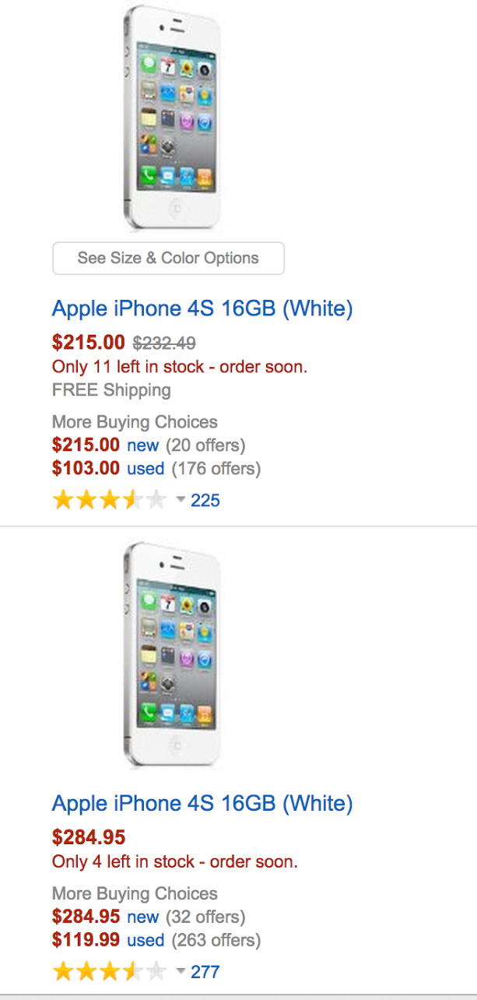 See Size & Color Options
Apple iPhone 4S 16GB (White)
$215.00 $232.49
Only 11 left in stock - order soon.
FREE Shipping
More Buying Choices
$215.00 new (20 offers)
$103.00 used (176 offers)
225
Apple iPhone 4S 16GB (White)
$284.95
Only 4 left in stock - order soon.
More Buying Choices
$284.95 new (32 offers)
$119.99 used (263 offers)
277